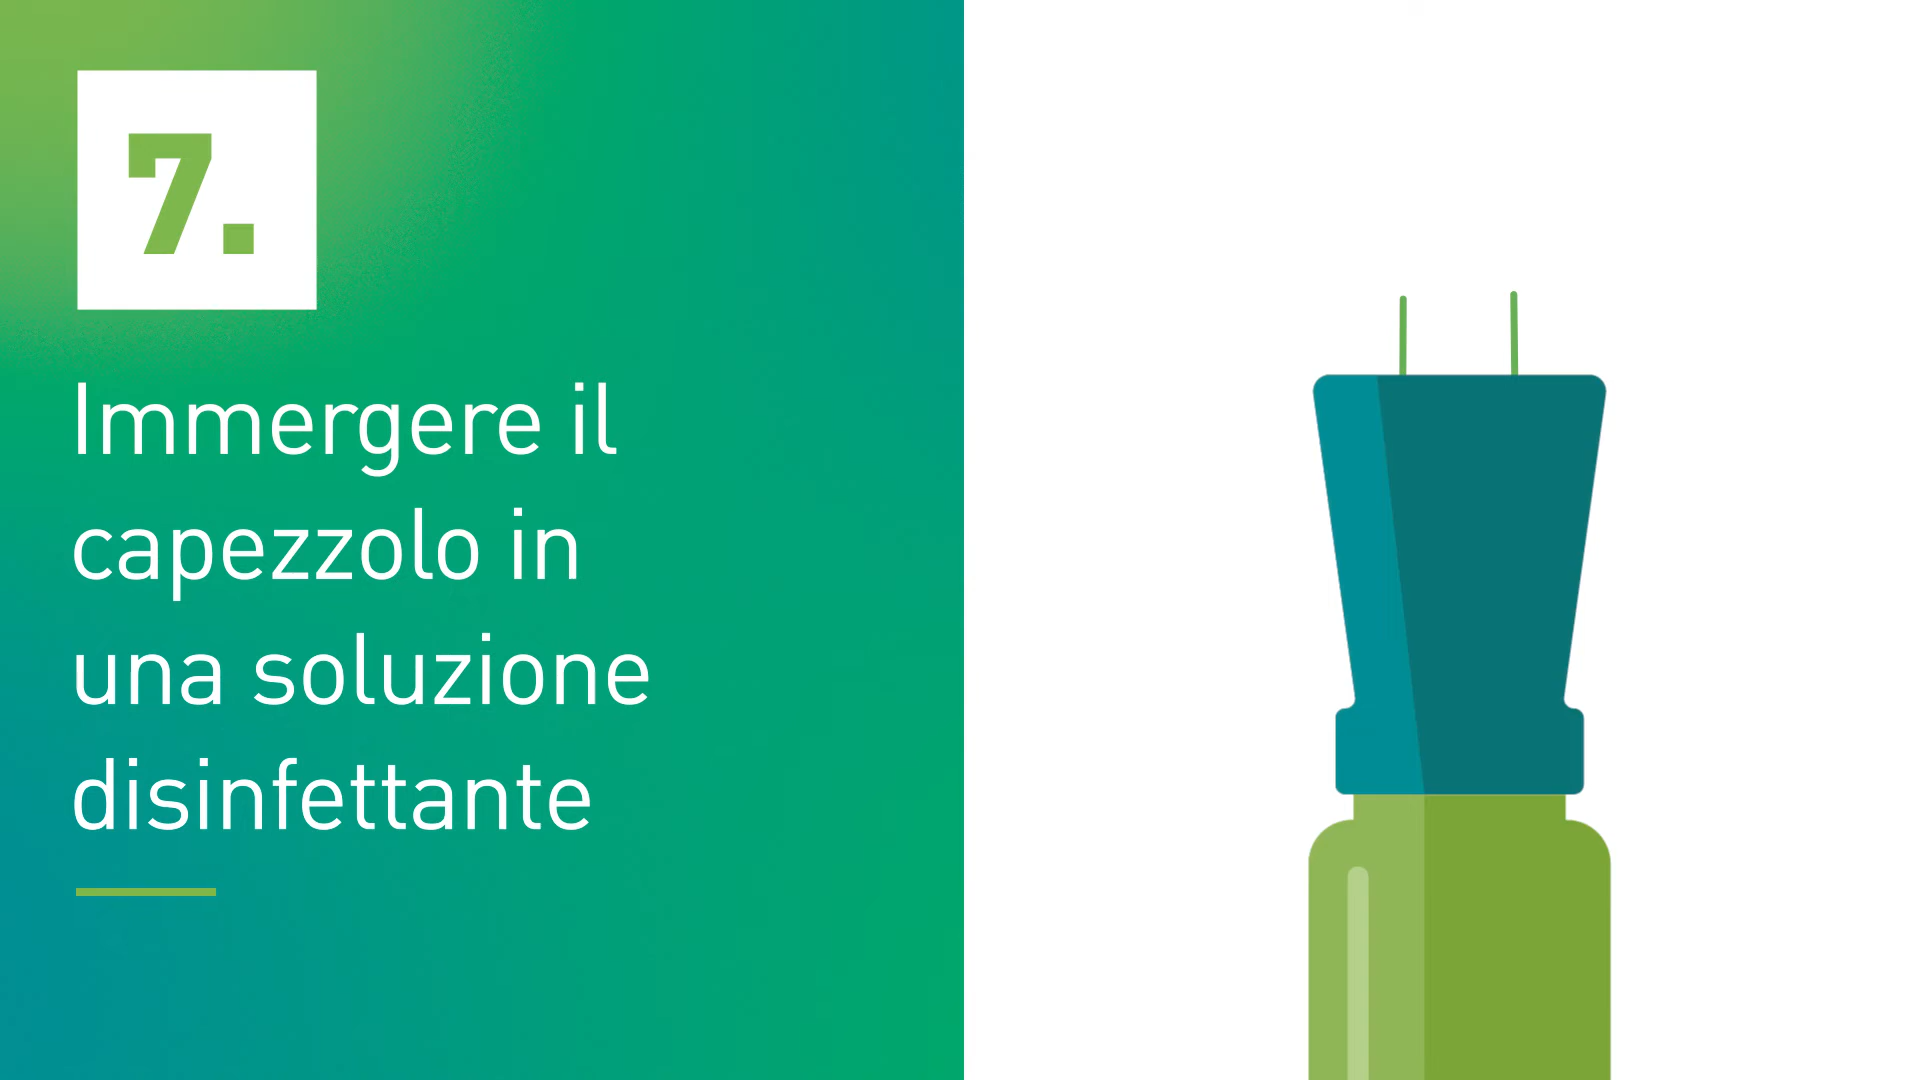 7.
Immergere il
capezzolo in
una soluzione
disinfettante